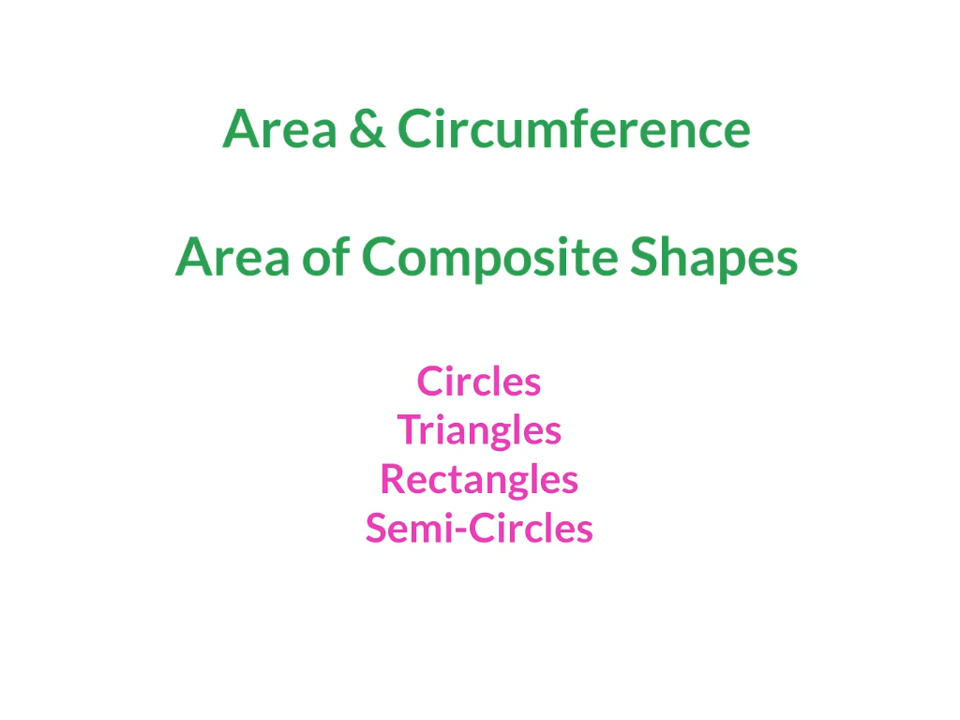 Area & Circumference
Area of Composite Shapes
Circles
Triangles
Rectangles
Semi-Circles